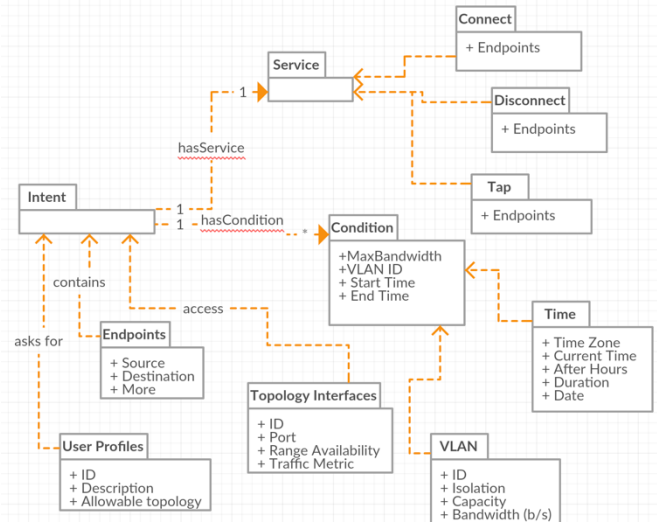 Connect
+ Endpoints
Service
1
Disconnect
+ Endpoints
hasService
Tap
+ Endpoints
Intent
1
1
hasCondition
*
Condition
+MaxBandwidth
+VLAN ID
+ Start Time
+ End Time
contains
access
asks for
Endpoints
+ Source
+ Destination
+ More
Time
+ Time Zone
+ Current Time
+ After Hours
+ Duration
+ Date
Topology Interfaces
+ ID
+ Port
+ Range Availability
+ Traffic Metric
User Profiles
+ ID
+ Description
+ Allowable topology
VLAN
+ ID
+ Isolation
+ Capacity
+ Bandwidth (b/s)